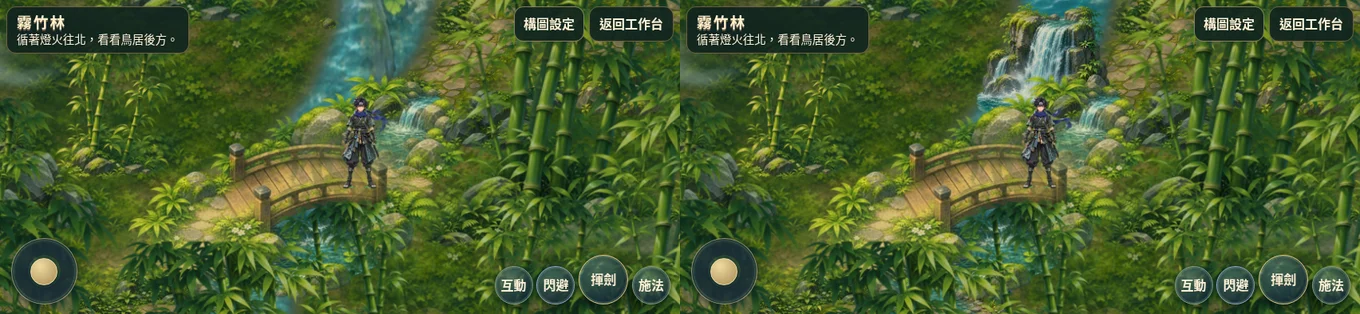 霧竹林
循著燈火往北，看看鳥居後方。
構圖設定
返回工作台
互動
閃避
揮劍
施法
霧竹林
循著燈火往北，看看鳥居後方。
構圖設定
返回工作台
互動
閃避
揮劍
施法